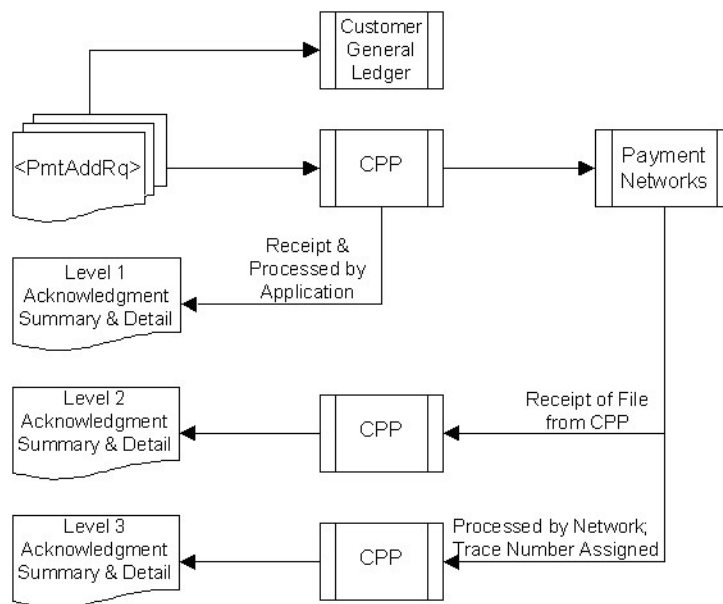 Customer
General
Ledger
<PmtAddRq>
CPP
Payment
Networks
Receipt &
Processed by
Application
Level 1
Acknowledgment
Summary & Detail
Level 2
Acknowledgment
Summary & Detail
CPP
Receipt of File
from CPP
Level 3
Acknowledgment
Summary & Detail
CPP
Processed by Network;
Trace Number Assigned